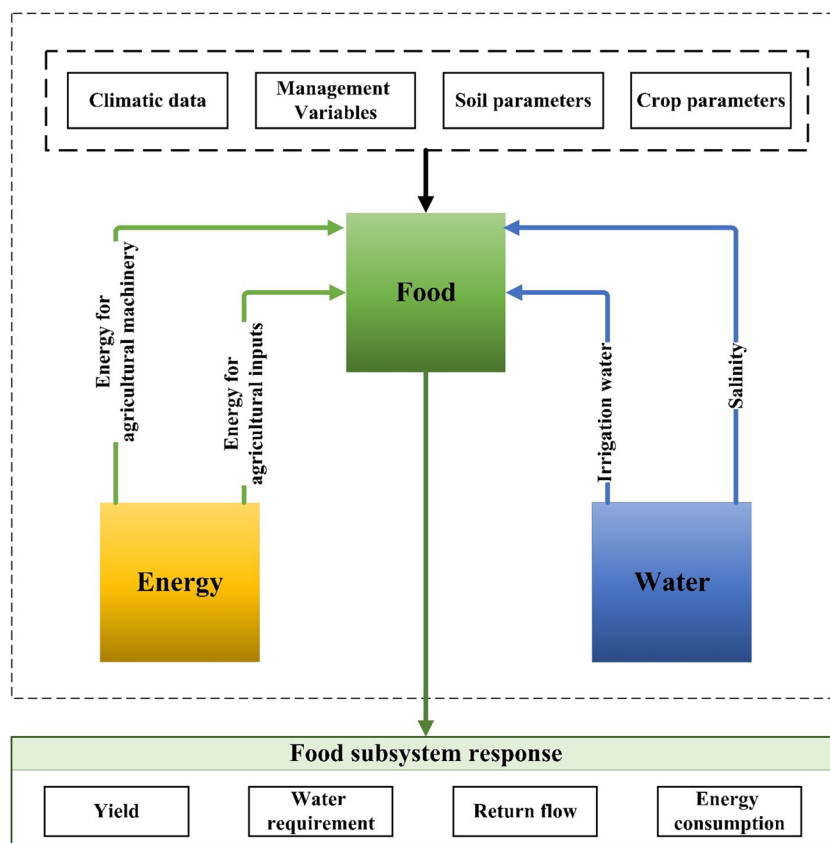 Climatic data
Management
Variables
Soil parameters
Crop parameters
Food
Energy for
agricultural machinery
Energy for
agricultural inputs
Irrigation water
Salinity
Energy
Water
Food subsystem response
Yield
Water
requirement
Return flow
Energy
consumption